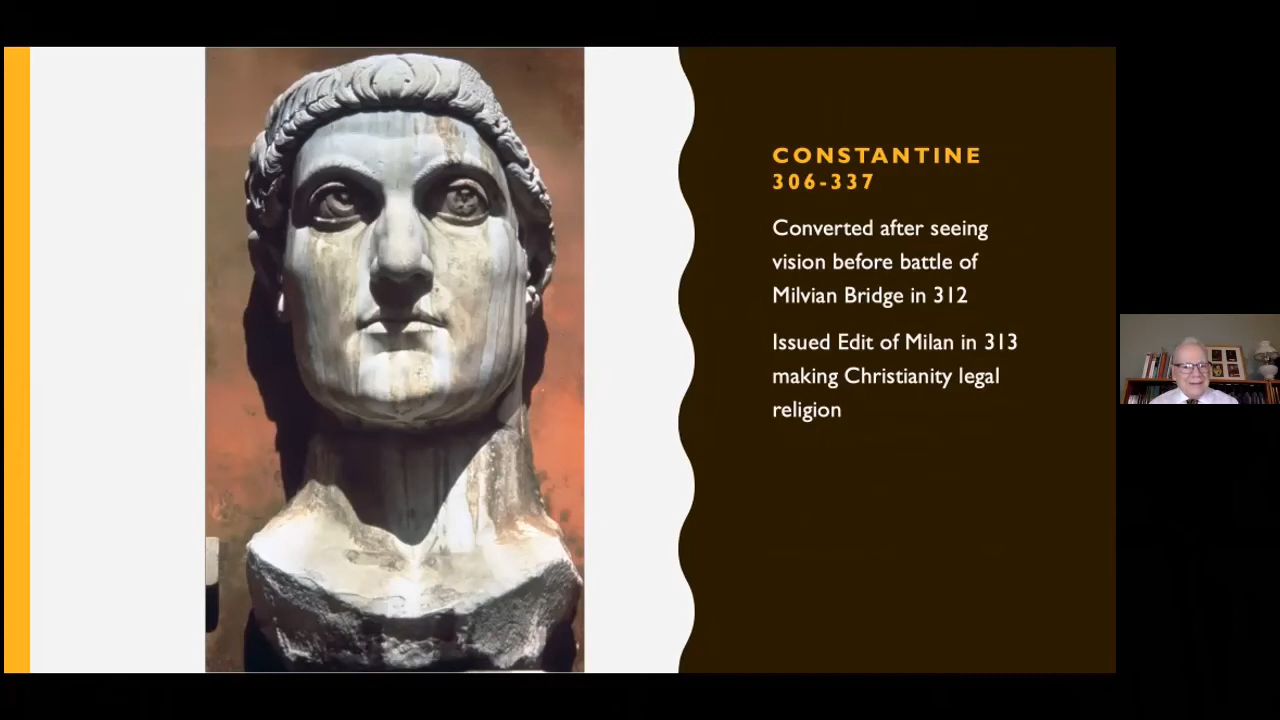 CONSTANTINE
306-337
Converted after seeing
vision before battle of
Milvian Bridge in 312
Issued Edit of Milan in 313
making Christianity legal
religion